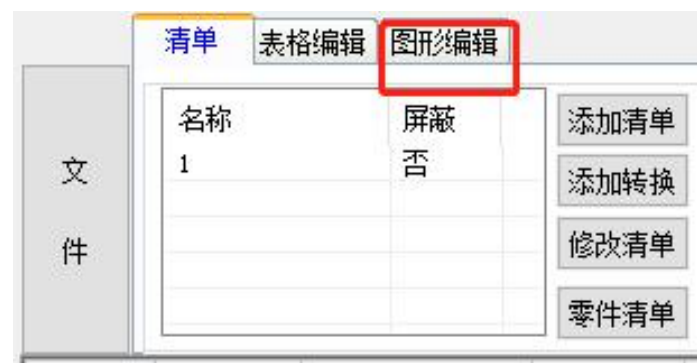 清单 表格编辑 图形编辑
文件
名称 屏蔽
1 否
添加清单
添加转换
修改清单
零件清单